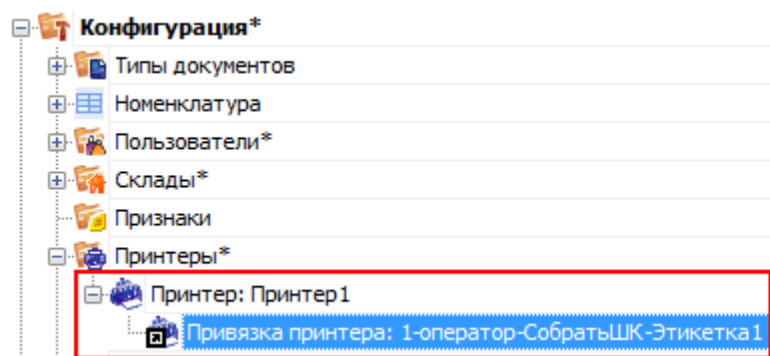 Конфигурация*
Типы документов
Номенклатура
Пользователи*
Склады*
Признаки
Принтеры*
Принтер: Принтер1
Привязка принтера: 1-оператор-СобратьШК-Этикетка1